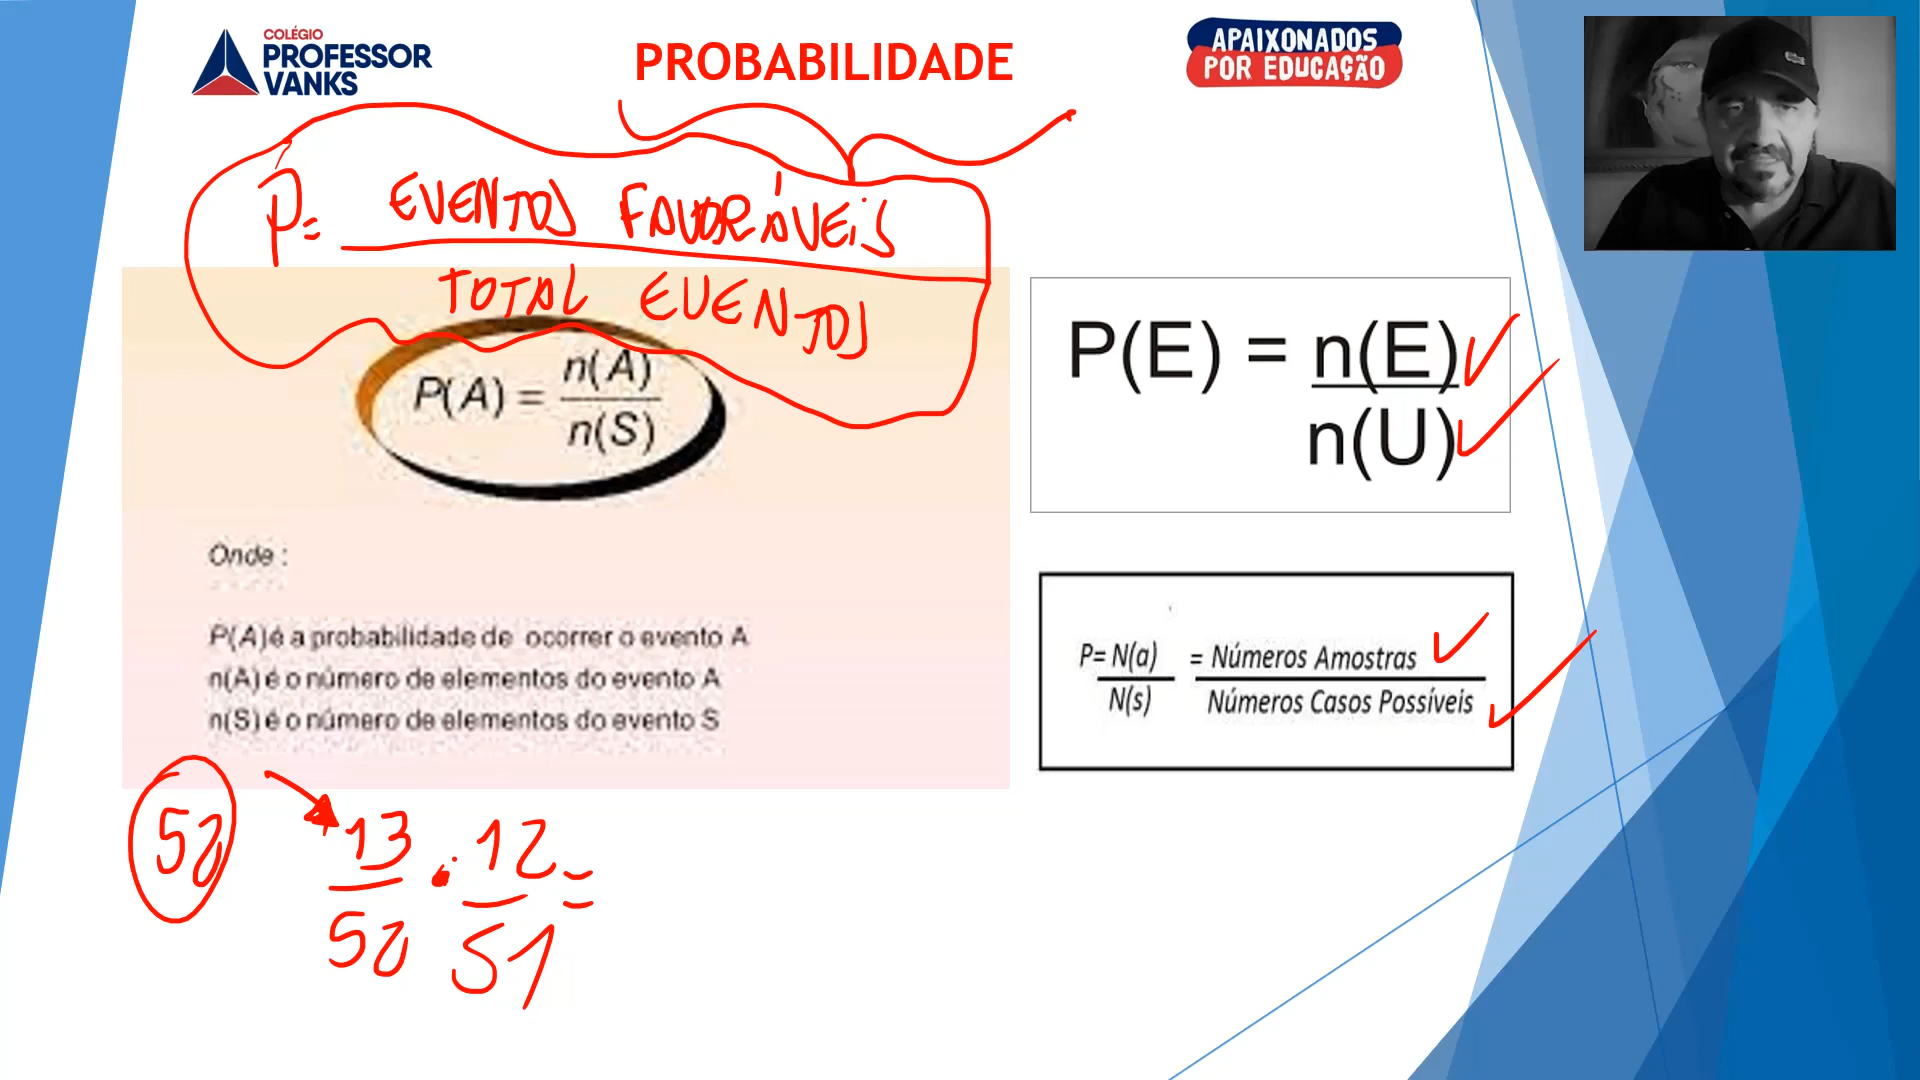 COLÉGIO
PROFESSOR
VANKS
PROBABILIDADE
APAIXONADOS
POR EDUCAÇÃO
P= EVENTOS FAVORÁVEIS
TOTAL EVENTOS
P(A) = n(A)
n(S)
Onde :
P(A) é a probabilidade de ocorrer o evento A
n(A) é o número de elementos do evento A
n(S) é o número de elementos do evento S
P(E) = n(E)
n(U)
P= N(a) = Números Amostras
N(s) Números Casos Possíveis
52
13 . 12 =
52 51